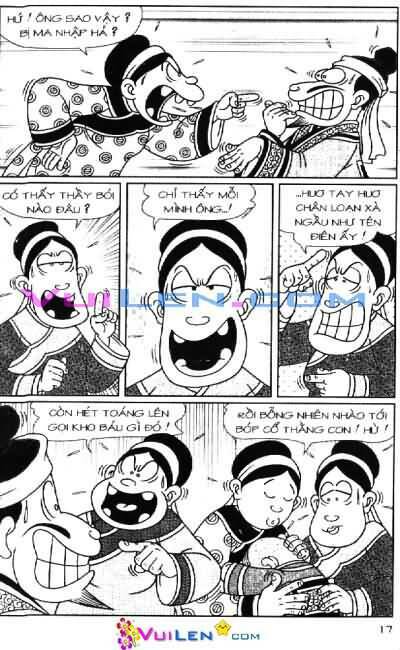 HỨ! ÔNG SAO VẬY?
BỊ MA NHẬP HẢ?
CÓ THẤY THẦY BÓI
NÀO ĐÂU?
CHỈ THẤY MỖI
MÌNH ÔNG..!
..HUƠ TAY HUƠ
CHÂN LOẠN XÀ
NGẦU NHƯ TÊN
ĐIÊN ẤY!
VuiLEN.COM
CÒN HÉT TOÁNG LÊN
GỌI KHO BÁU GÌ ĐÓ!
RỒI BỖNG NHIÊN NHÀO TỚI
BÓP CỔ THẰNG CON! HỪ!
17
VUILEN.com